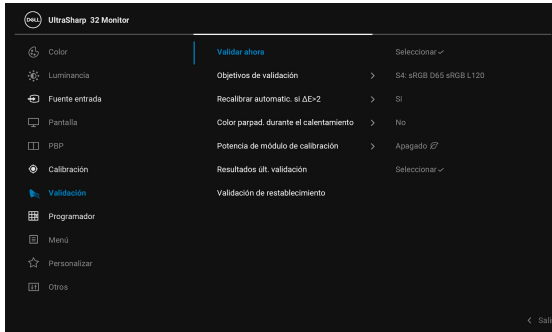 DELL UltraSharp 32 Monitor
Color
Luminancia
Fuente entrada
Pantalla
PBP
Calibración
Validación
Programador
Menú
Personalizar
Otros
Validar ahora Seleccionar
Objetivos de validación S4: sRGB D65 sRGB L120
Recalibrar automatic. si ΔE>2 Sí
Color parpad. durante el calentamiento No
Potencia de módulo de calibración Apagado
Resultados últ. validación Seleccionar
Validación de restablecimiento